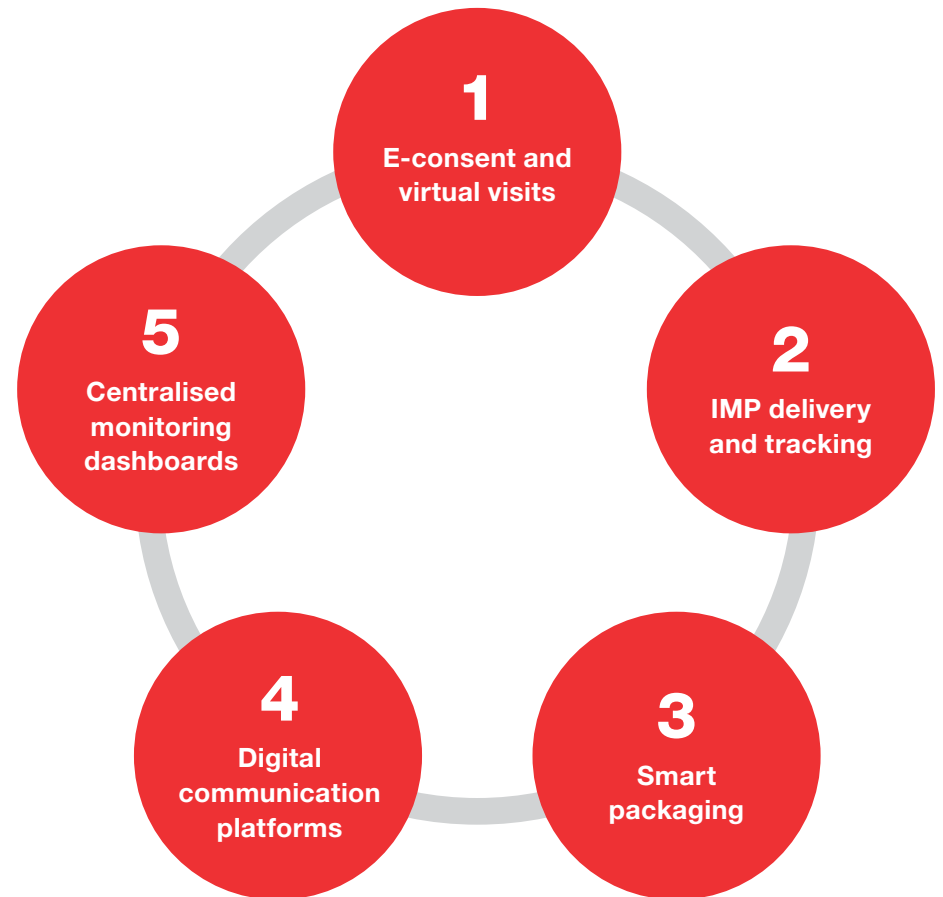 1
E-consent and
virtual visits
2
IMP delivery
and tracking
3
Smart
packaging
4
Digital
communication
platforms
5
Centralised
monitoring
dashboards